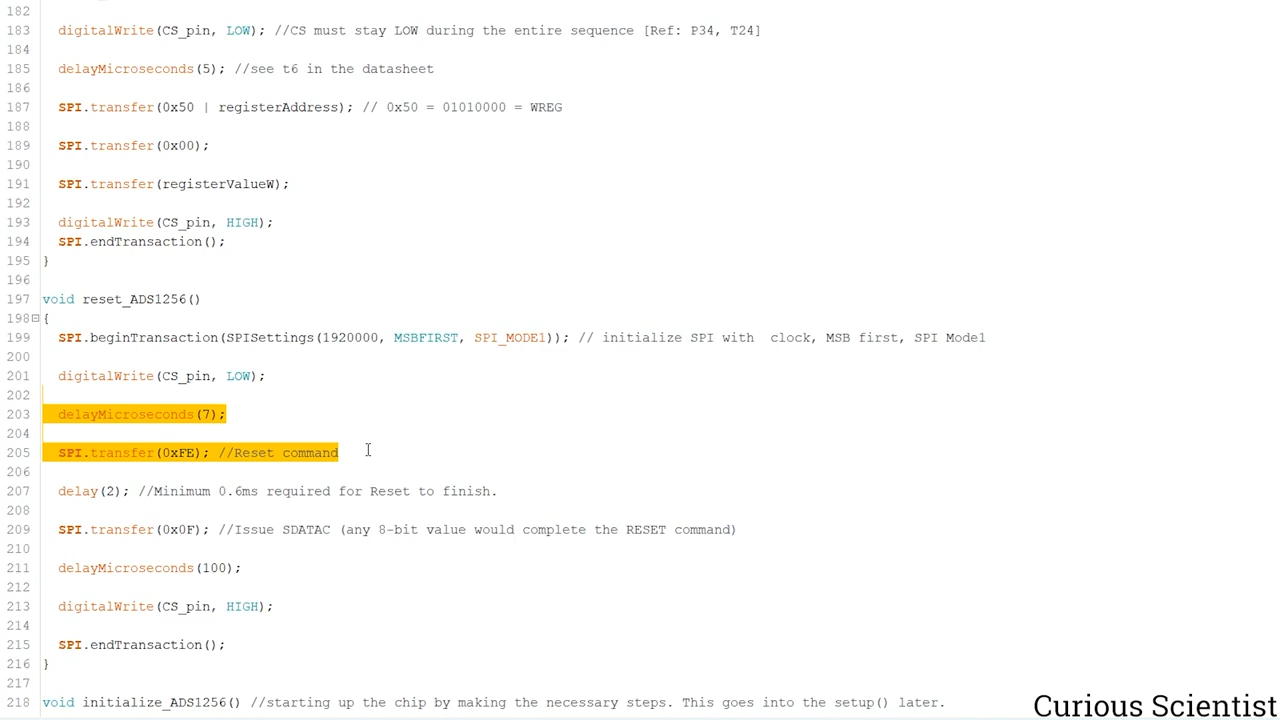 182
183 digitalWrite(CS_pin, LOW); //CS must stay LOW during the entire sequence [Ref: P34, T24]
184
185 delayMicroseconds(5); //see t6 in the datasheet
186
187 SPI.transfer(0x50 | registerAddress); // 0x50 = 01010000 = WREG
188
189 SPI.transfer(0x00);
190
191 SPI.transfer(registerValueW);
192
193 digitalWrite(CS_pin, HIGH);
194 SPI.endTransaction();
195 }
196
197 void reset_ADS1256()
198 {
199 SPI.beginTransaction(SPISettings(1920000, MSBFIRST, SPI_MODE1)); // initialize SPI with  clock, MSB first, SPI Mode1
200
201 digitalWrite(CS_pin, LOW);
202
203 delayMicroseconds(7);
204
205 SPI.transfer(0xFE); //Reset command
206
207 delay(2); //Minimum 0.6ms required for Reset to finish.
208
209 SPI.transfer(0x0F); //Issue SDATAC (any 8-bit value would complete the RESET command)
210
211 delayMicroseconds(100);
212
213 digitalWrite(CS_pin, HIGH);
214
215 SPI.endTransaction();
216 }
217
218 void initialize_ADS1256() //starting up the chip by making the necessary steps. This goes into the setup() later.
Curious Scientist